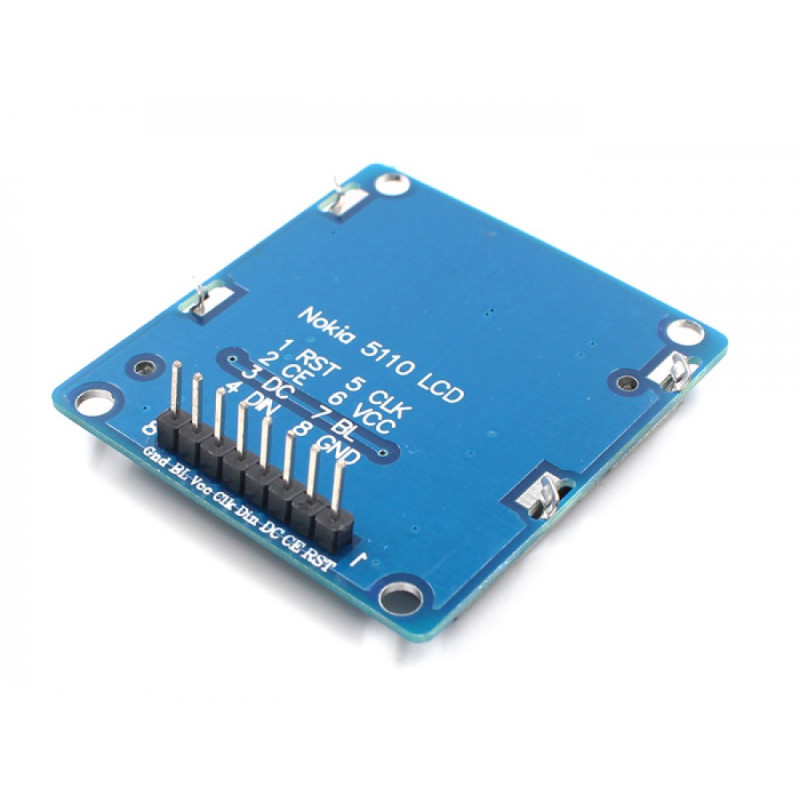 Nokia 5110 LCD
1 RST 5 CLK
2 CE 6 VCC
3 DC 7 BL
4 DN 8 GND
8
Gnd BL Vcc Clk Din DC CE RST
1